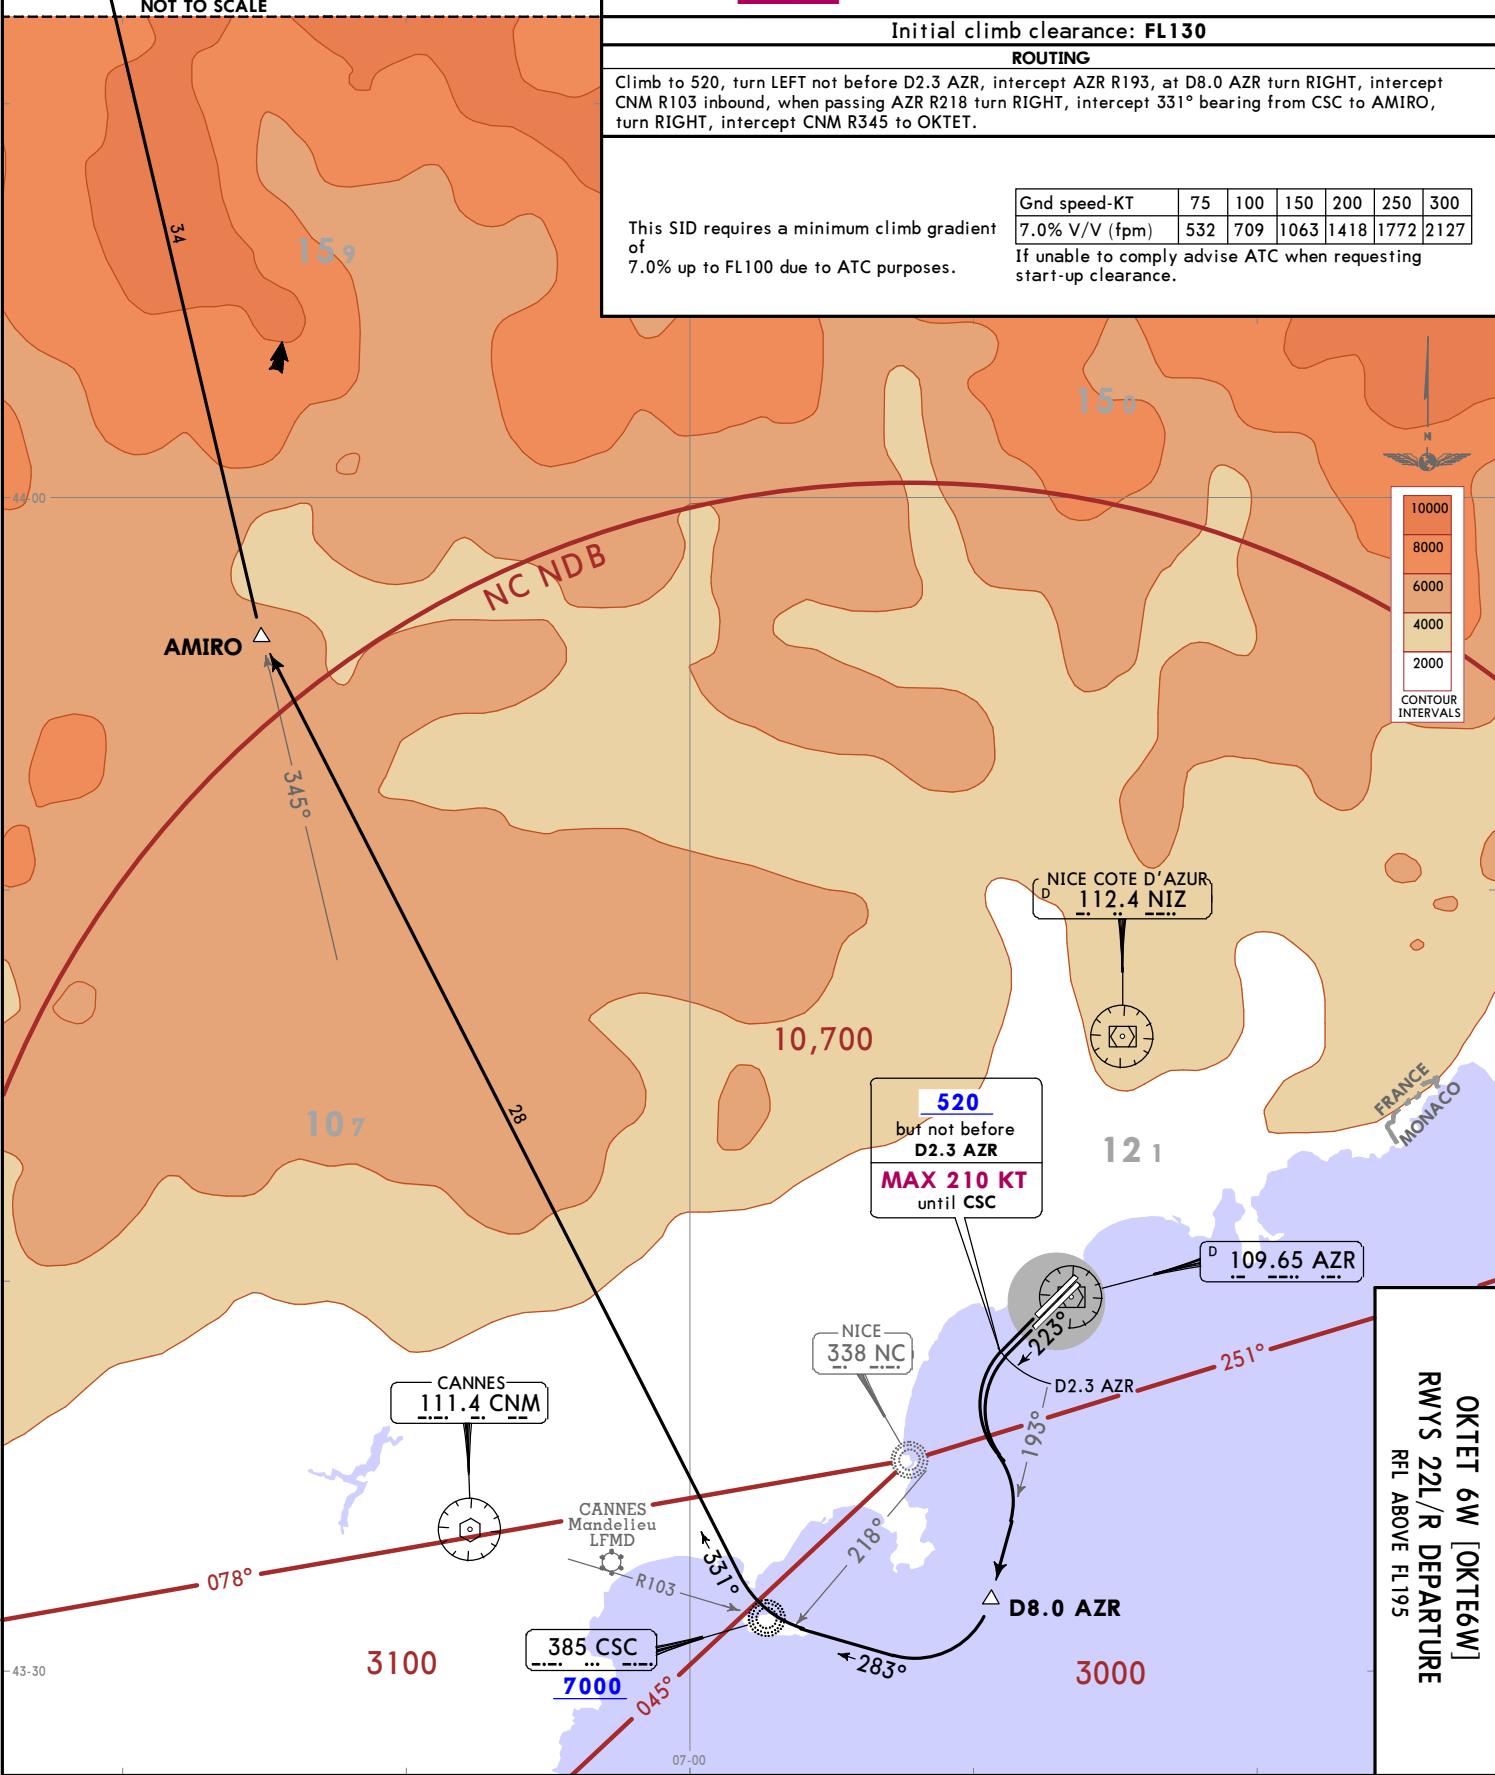 NOT TO SCALE
Initial climb clearance: FL130
ROUTING
Climb to 520, turn LEFT not before D2.3 AZR, intercept AZR R193, at D8.0 AZR turn RIGHT, intercept
CNM R103 inbound, when passing AZR R218 turn RIGHT, intercept 331° bearing from CSC to AMIRO,
turn RIGHT, intercept CNM R345 to OKTET.
This SID requires a minimum climb gradient
of
7.0% up to FL100 due to ATC purposes.
Gnd speed-KT 75 100 150 200 250 300
7.0% V/V (fpm) 532 709 1063 1418 1772 2127
If unable to comply advise ATC when requesting
start-up clearance.
34
15 9
15 0
N
44-00
10000
8000
6000
4000
2000
CONTOUR
INTERVALS
NC NDB
AMIRO
345°
NICE COTE D'AZUR
D 112.4 NIZ
10,700
28
10 7
520
but not before
D2.3 AZR
MAX 210 KT
until CSC
12 1
FRANCE
MONACO
D 109.65 AZR
223°
NICE
338 NC
251°
D2.3 AZR
193°
CANNES
111.4 CNM
CANNES
Mandelieu
LFMD
218°
078°
R103
331°
D8.0 AZR
385 CSC
7000
3100
283°
3000
045°
43-30
07-00
OKTET 6W [OKTE6W]
RWYS 22L/R DEPARTURE
RFL ABOVE FL195